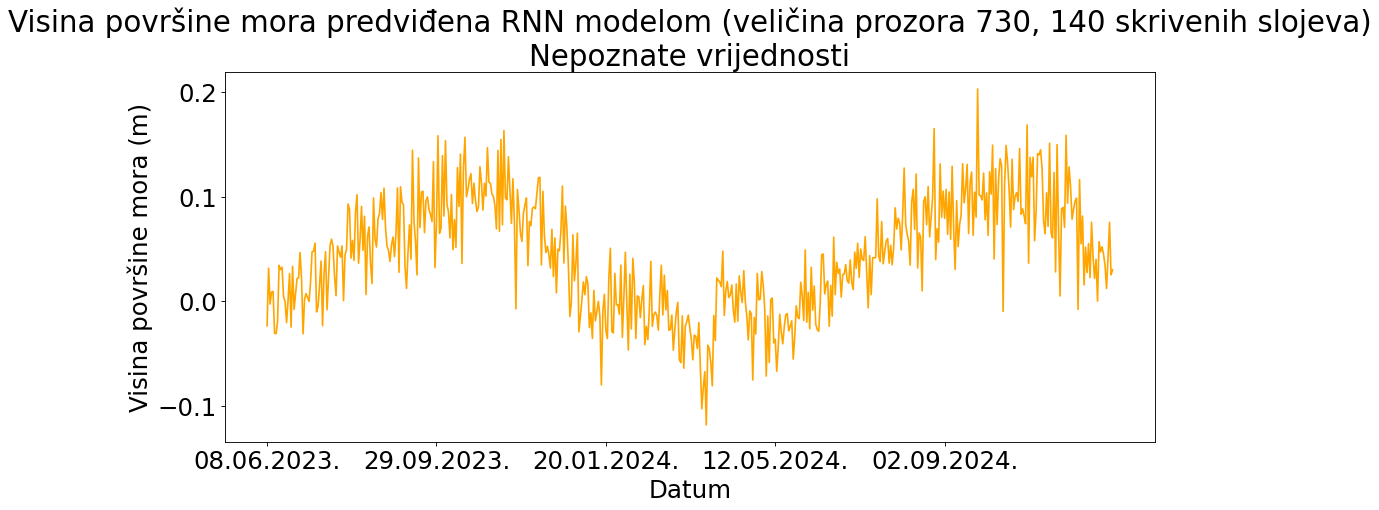 Visina površine mora predviđena RNN modelom (veličina prozora 730, 140 skrivenih slojeva)
Nepoznate vrijednosti
Visina površine mora (m)
0.2
0.1
0.0
−0.1
08.06.2023. 29.09.2023. 20.01.2024. 12.05.2024. 02.09.2024.
Datum